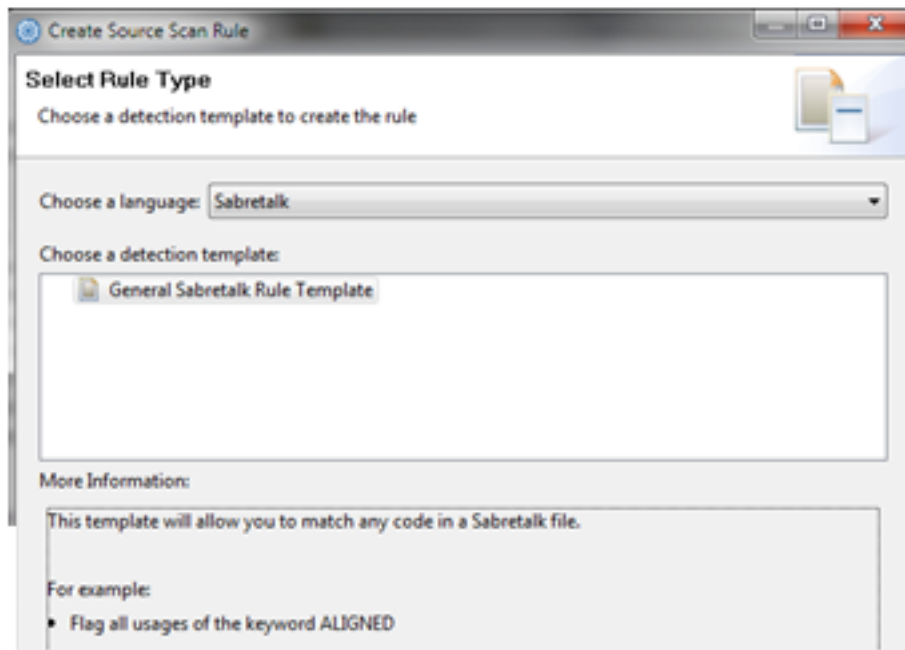 Create Source Scan Rule
Select Rule Type
Choose a detection template to create the rule
Choose a language: Sabretalk
Choose a detection template:
General Sabretalk Rule Template
More Information:
This template will allow you to match any code in a Sabretalk file.
For example:
• Flag all usages of the keyword ALIGNED